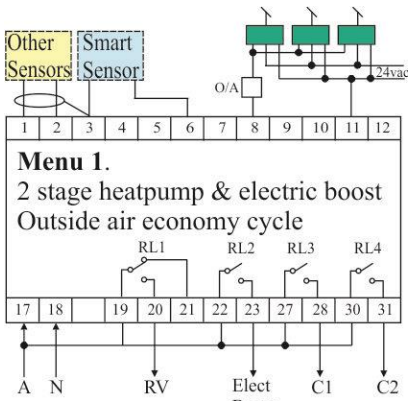 Other Smart
Sensors Sensor
24vac
O/A
1 2 3 4 5 6 7 8 9 10 11 12
Menu 1.
2 stage heatpump & electric boost
Outside air economy cycle
RL1 RL2 RL3 RL4
17 18 19 20 21 22 23 27 28 30 31
A N RV Elect C1 C2